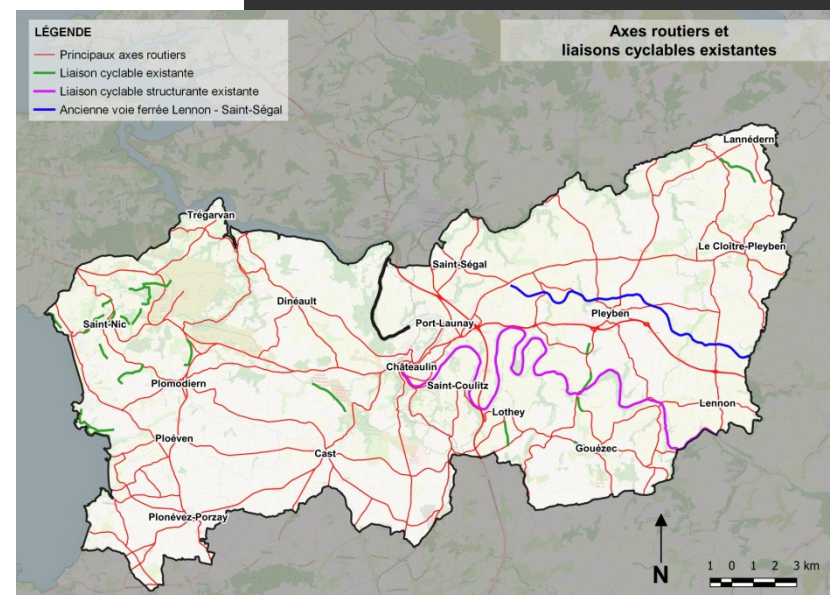 Axes routiers et
liaisons cyclables existantes
LÉGENDE
Principaux axes routiers
Liaison cyclable existante
Liaison cyclable structurante existante
Ancienne voie ferrée Lennon - Saint-Ségal
Lannédern
Trégarvan
Le Cloître-Pleyben
Saint-Ségal
Dinéault
Pleyben
Saint-Nic
Port-Launay
Châteaulin
Plomodiern
Saint-Coulitz
Lennon
Lothey
Ploéven
Gouézec
Cast
Plonévez-Porzay
N
1 0 1 2 3 km